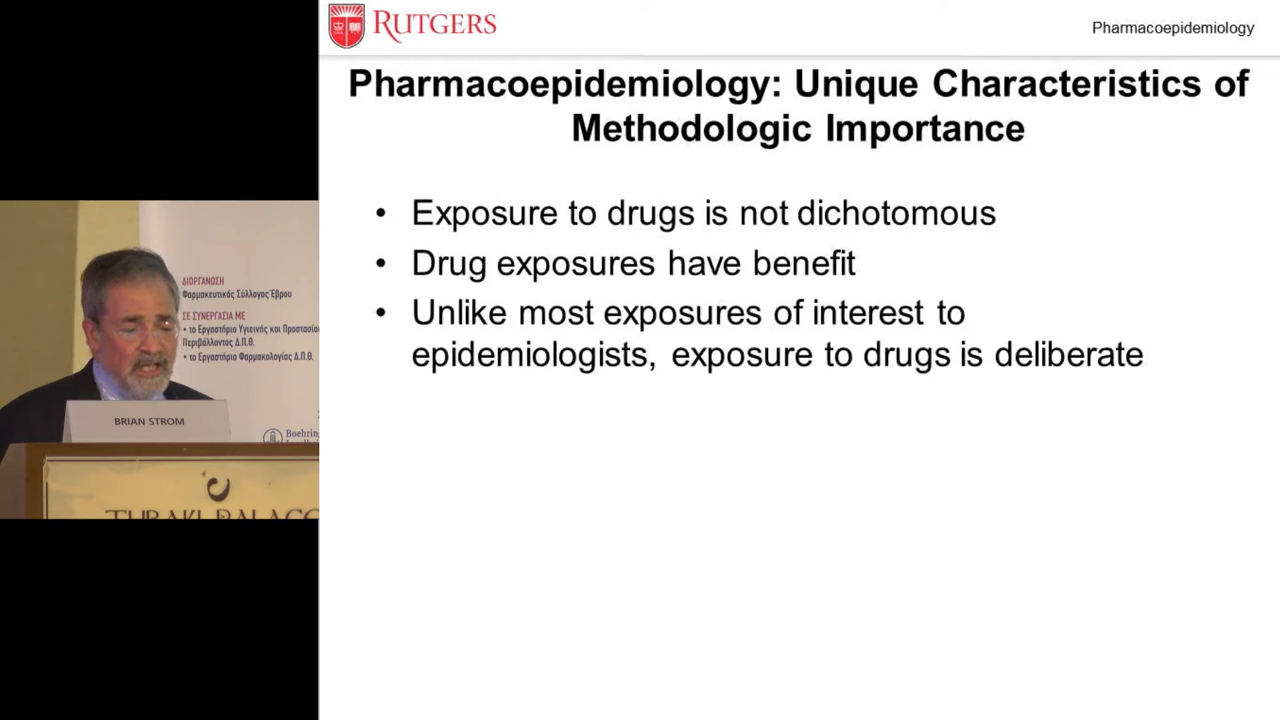 RUTGERS
Pharmacoepidemiology
Pharmacoepidemiology: Unique Characteristics of
Methodologic Importance
• Exposure to drugs is not dichotomous
• Drug exposures have benefit
• Unlike most exposures of interest to
epidemiologists, exposure to drugs is deliberate
ΔΙΟΡΓΑΝΩΣΗ
Φαρμακευτικός Σύλλογος Έβρου
ΣΕ ΣΥΝΕΡΓΑΣΙΑ ΜΕ
• το Εργαστήριο Υγιεινής και Προστασία
Περιβάλλοντος Δ.Π.Θ.
• το Εργαστήριο Φαρμακολογίας Δ.Π.Θ.
Boehring
BRIAN STROM